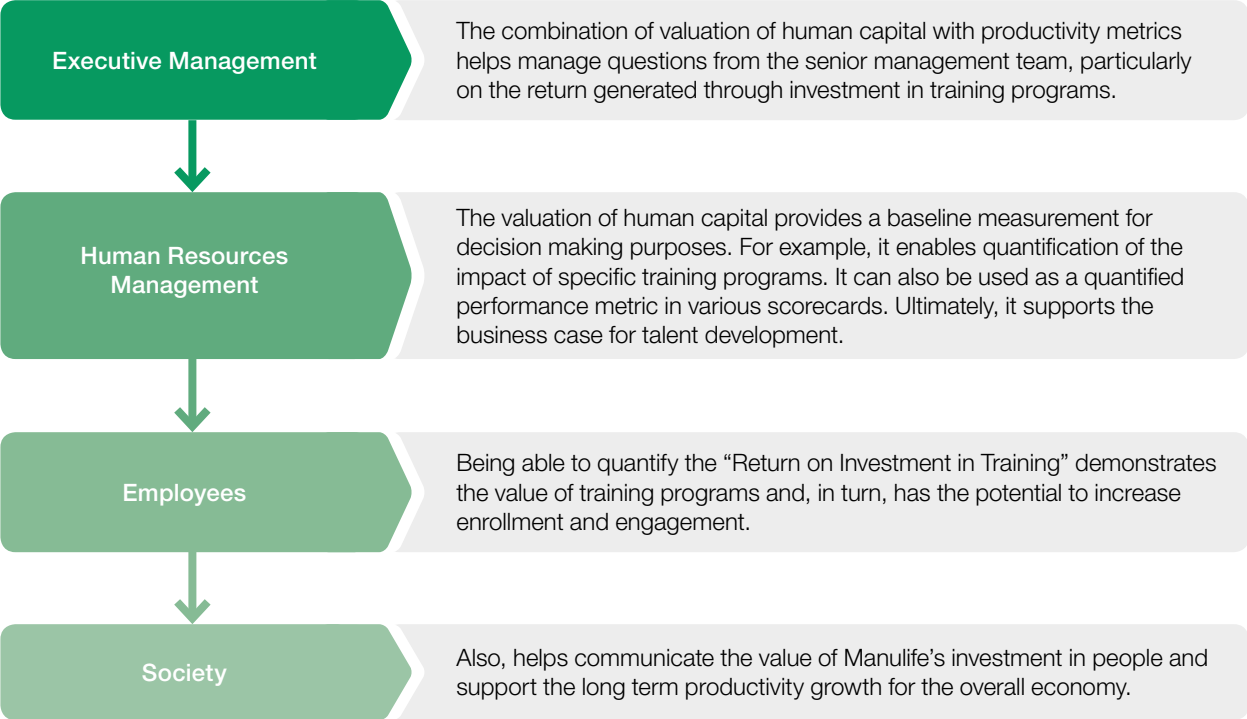 Executive Management
The combination of valuation of human capital with productivity metrics
helps manage questions from the senior management team, particularly
on the return generated through investment in training programs.
Human Resources
Management
The valuation of human capital provides a baseline measurement for
decision making purposes. For example, it enables quantification of the
impact of specific training programs. It can also be used as a quantified
performance metric in various scorecards. Ultimately, it supports the
business case for talent development.
Employees
Being able to quantify the “Return on Investment in Training” demonstrates
the value of training programs and, in turn, has the potential to increase
enrollment and engagement.
Society
Also, helps communicate the value of Manulife’s investment in people and
support the long term productivity growth for the overall economy.